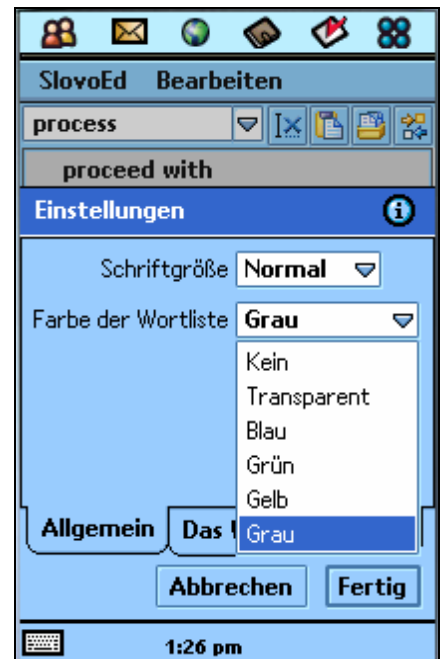 SlovoEd Bearbeiten
process
proceed with
Einstellungen
Schriftgröße Normal
Farbe der Wortliste Grau
Kein
Transparent
Blau
Grün
Gelb
Grau
Allgemein Das
Abbrechen Fertig
1:26 pm